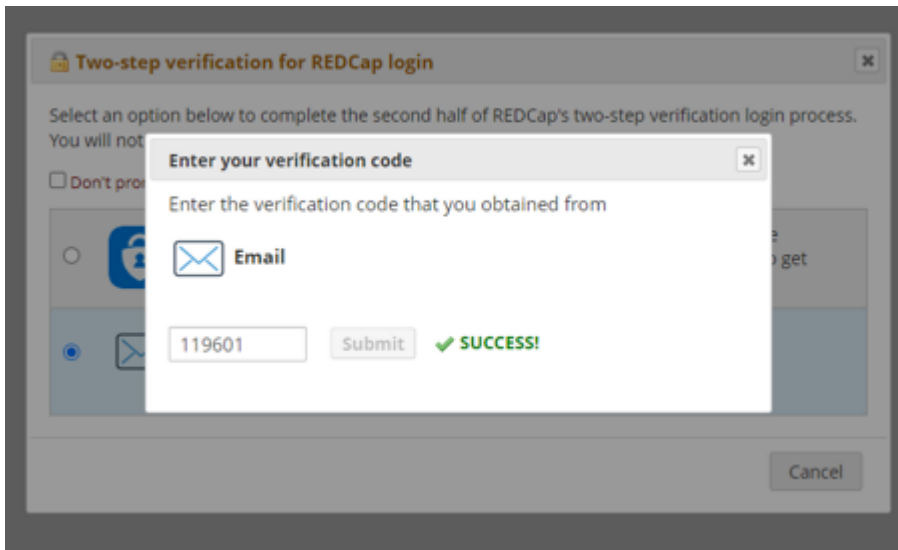 Two-step verification for REDCap login
Select an option below to complete the second half of REDCap's two-step verification login process.
You will not
Don't
Enter your verification code
Enter the verification code that you obtained from
Email
get
119601
Submit
SUCCESS!
Cancel